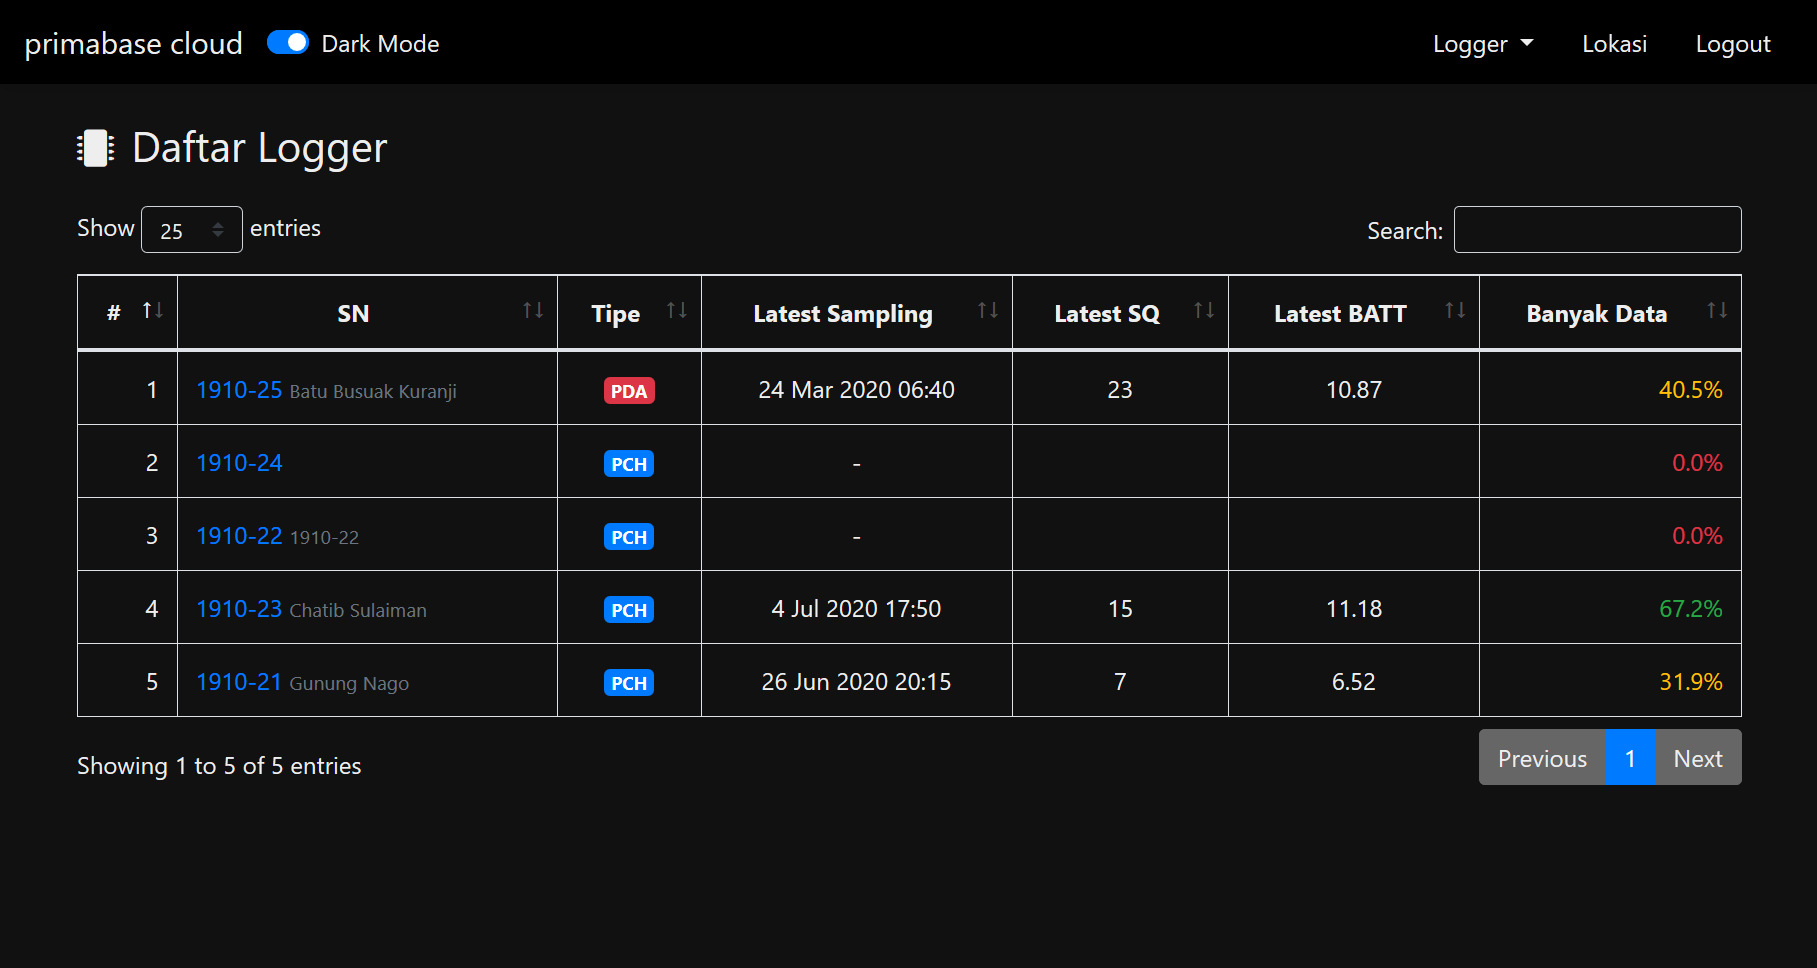 primabase cloud Dark Mode Logger Lokasi Logout
Daftar Logger
Show 25 entries Search:
# SN Tipe Latest Sampling Latest SQ Latest BATT Banyak Data
1 1910-25 Batu Busuak Kuranji PDA 24 Mar 2020 06:40 23 10.87 40.5%
2 1910-24 PCH - 0.0%
3 1910-22 1910-22 PCH - 0.0%
4 1910-23 Chatib Sulaiman PCH 4 Jul 2020 17:50 15 11.18 67.2%
5 1910-21 Gunung Nago PCH 26 Jun 2020 20:15 7 6.52 31.9%
Showing 1 to 5 of 5 entries Previous 1 Next